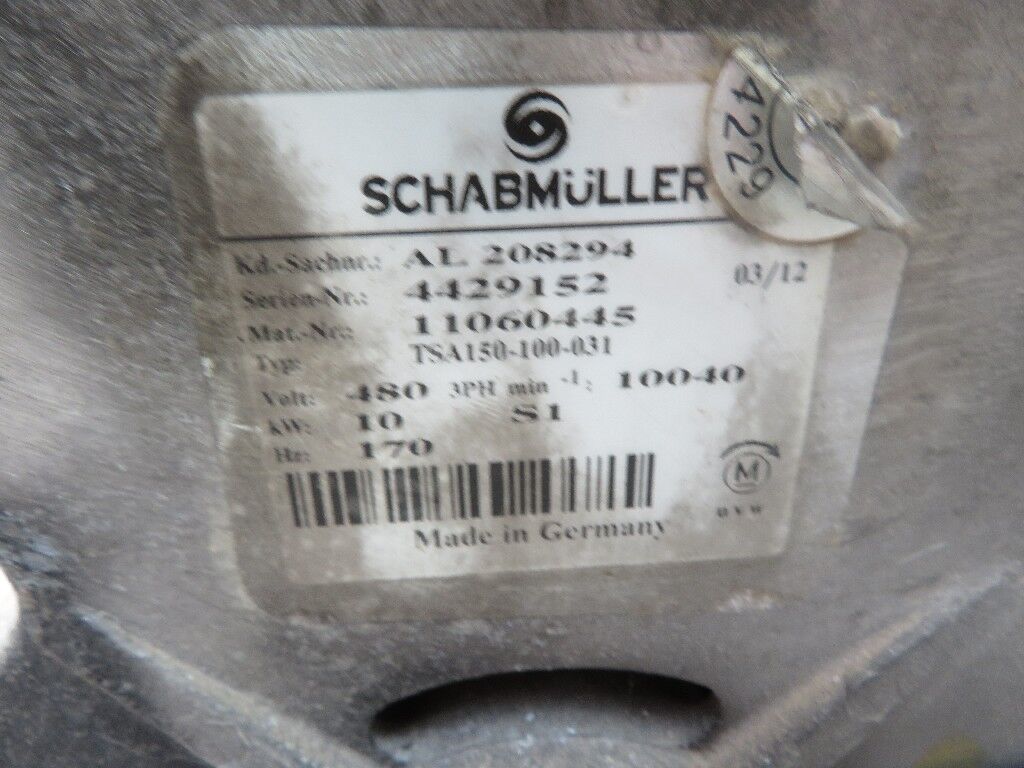 SCHABMÜLLER
4229
Kd.-Sachnr.: AL 208294
Serien-Nr.: 4429152 03/12
Mat.-Nr.: 11060445
Typ: TSA150-100-031
Volt: 480 3PH min -1: 10040
kW: 10 S1
Hz: 170
M
Made in Germany